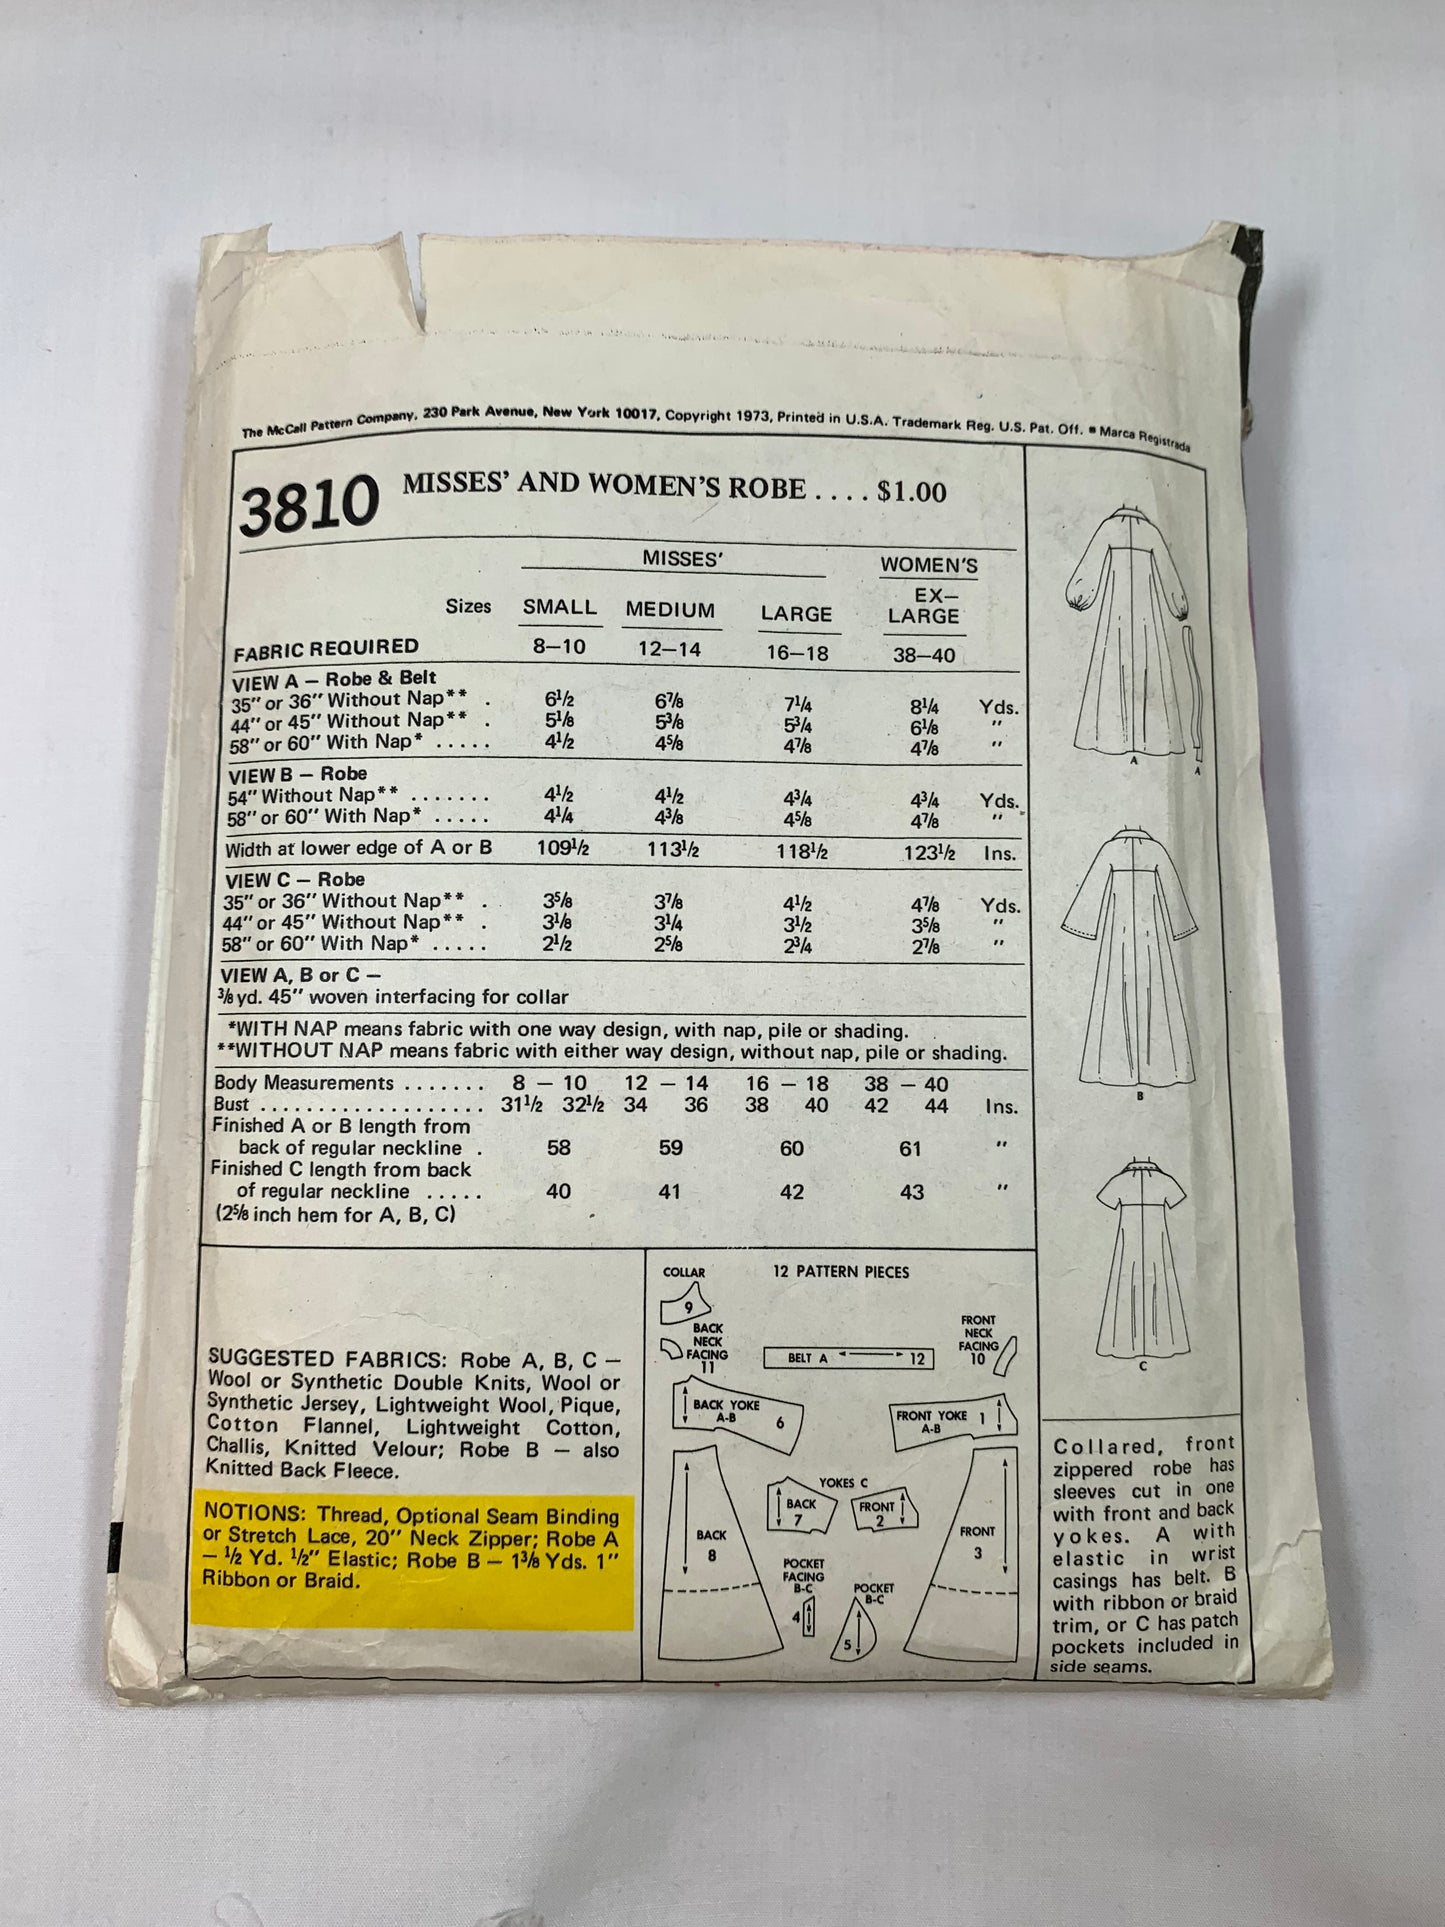 The McCall Pattern Company, 230 Park Avenue, New York 10017, Copyright 1973, Printed in U.S.A. Trademark Reg. U.S. Pat. Off. ■ Marca Registrada
3810 MISSES' AND WOMEN'S ROBE .... $1.00
MISSES' WOMEN'S
Sizes SMALL MEDIUM LARGE EX–LARGE
FABRIC REQUIRED 8–10 12–14 16–18 38–40
VIEW A – Robe & Belt
35" or 36" Without Nap** . 6½ 6⅞ 7¼ 8¼ Yds.
44" or 45" Without Nap** . 5⅛ 5⅜ 5¾ 6⅛ "
58" or 60" With Nap* ..... 4½ 4⅝ 4⅞ 4⅞ "
VIEW B – Robe
54" Without Nap** ....... 4½ 4½ 4¾ 4¾ Yds.
58" or 60" With Nap* ..... 4¼ 4⅜ 4⅝ 4⅞ "
Width at lower edge of A or B 109½ 113½ 118½ 123½ Ins.
VIEW C – Robe
35" or 36" Without Nap** . 3⅝ 3⅞ 4½ 4⅞ Yds.
44" or 45" Without Nap** . 3⅛ 3¼ 3½ 3⅝ "
58" or 60" With Nap* ..... 2½ 2⅝ 2¾ 2⅞ "
VIEW A, B or C –
⅜ yd. 45" woven interfacing for collar
*WITH NAP means fabric with one way design, with nap, pile or shading.
**WITHOUT NAP means fabric with either way design, without nap, pile or shading.
Body Measurements ....... 8 – 10 12 – 14 16 – 18 38 – 40
Bust ................... 31½ 32½ 34 36 38 40 42 44 Ins.
Finished A or B length from
back of regular neckline . 58 59 60 61 "
Finished C length from back
of regular neckline ..... 40 41 42 43 "
(2⅝ inch hem for A, B, C)
A
A
B
C
SUGGESTED FABRICS: Robe A, B, C –
Wool or Synthetic Double Knits, Wool or
Synthetic Jersey, Lightweight Wool, Pique,
Cotton Flannel, Lightweight Cotton,
Challis, Knitted Velour; Robe B – also
Knitted Back Fleece.
NOTIONS: Thread, Optional Seam Binding
or Stretch Lace, 20" Neck Zipper; Robe A
– ½ Yd. ½" Elastic; Robe B – 1⅜ Yds. 1"
Ribbon or Braid.
12 PATTERN PIECES
COLLAR
9
BACK
NECK
FACING
11
BELT A 12
FRONT
NECK
FACING
10
BACK YOKE
A-B
6
FRONT YOKE 1
A-B
YOKES C
BACK
7
FRONT
2
BACK
8
FRONT
3
POCKET
FACING
B-C
4
POCKET
B-C
5
Collared, front
zippered robe has
sleeves cut in one
with front and back
yokes. A with
elastic in wrist
casings has belt. B
with ribbon or braid
trim, or C has patch
pockets included in
side seams.